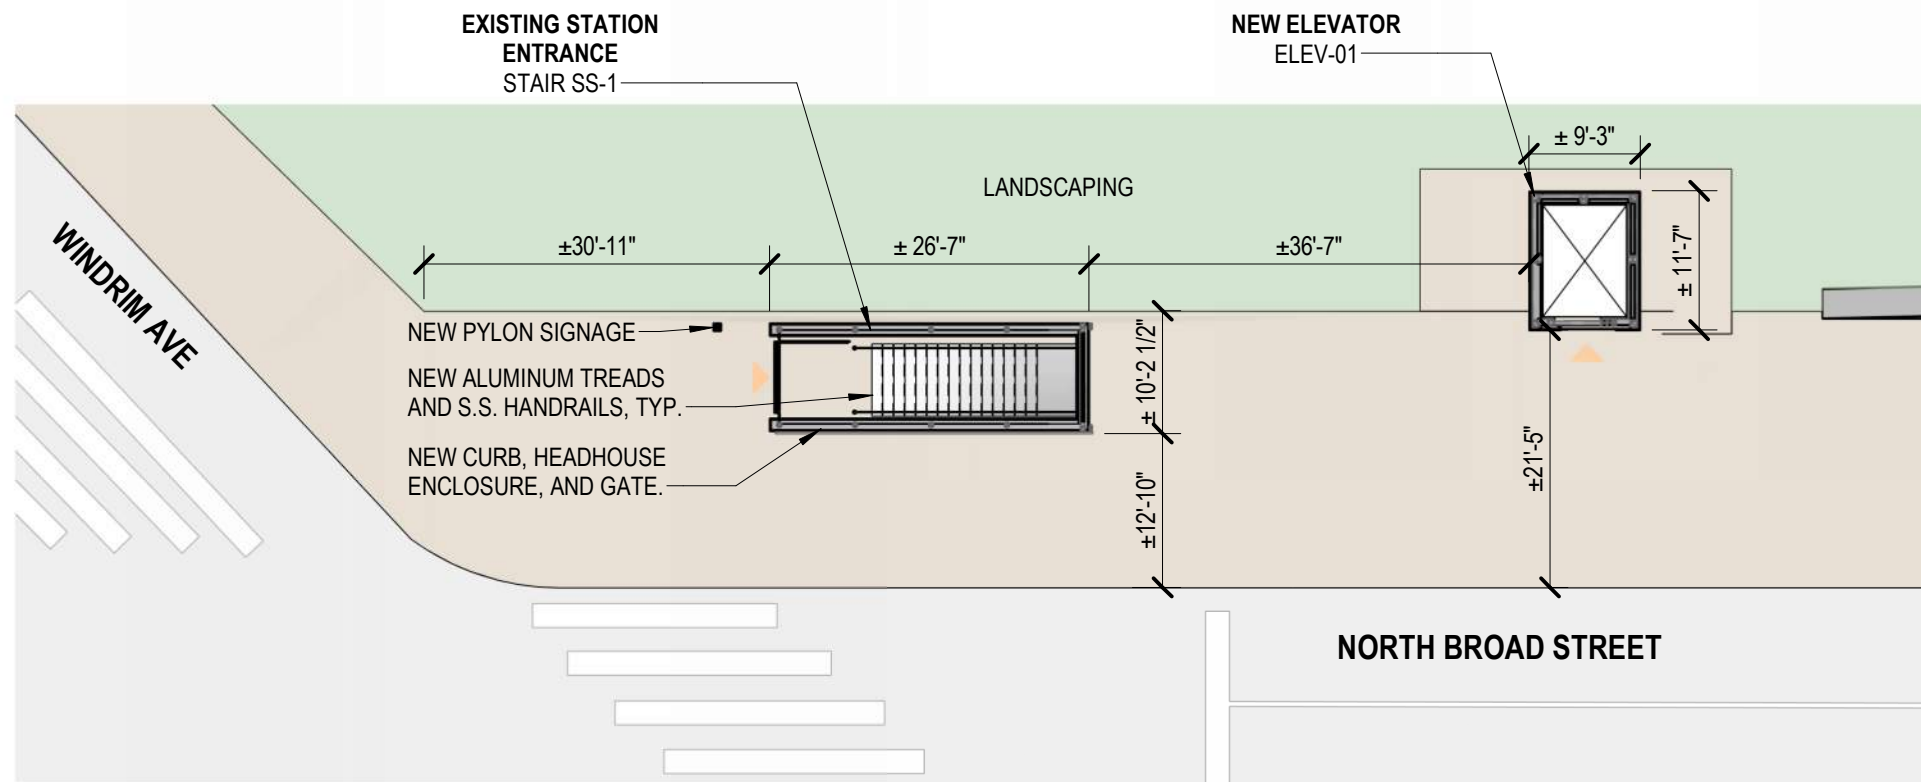 EXISTING STATION
ENTRANCE
STAIR SS-1
NEW ELEVATOR
ELEV-01
± 9'-3"
LANDSCAPING
WINDRIM AVE
±30'-11"
± 26'-7"
±36'-7"
± 11'-7"
NEW PYLON SIGNAGE
NEW ALUMINUM TREADS
AND S.S. HANDRAILS, TYP.
NEW CURB, HEADHOUSE
ENCLOSURE, AND GATE.
± 10'-2 1/2"
±12'-10"
±21'-5"
NORTH BROAD STREET